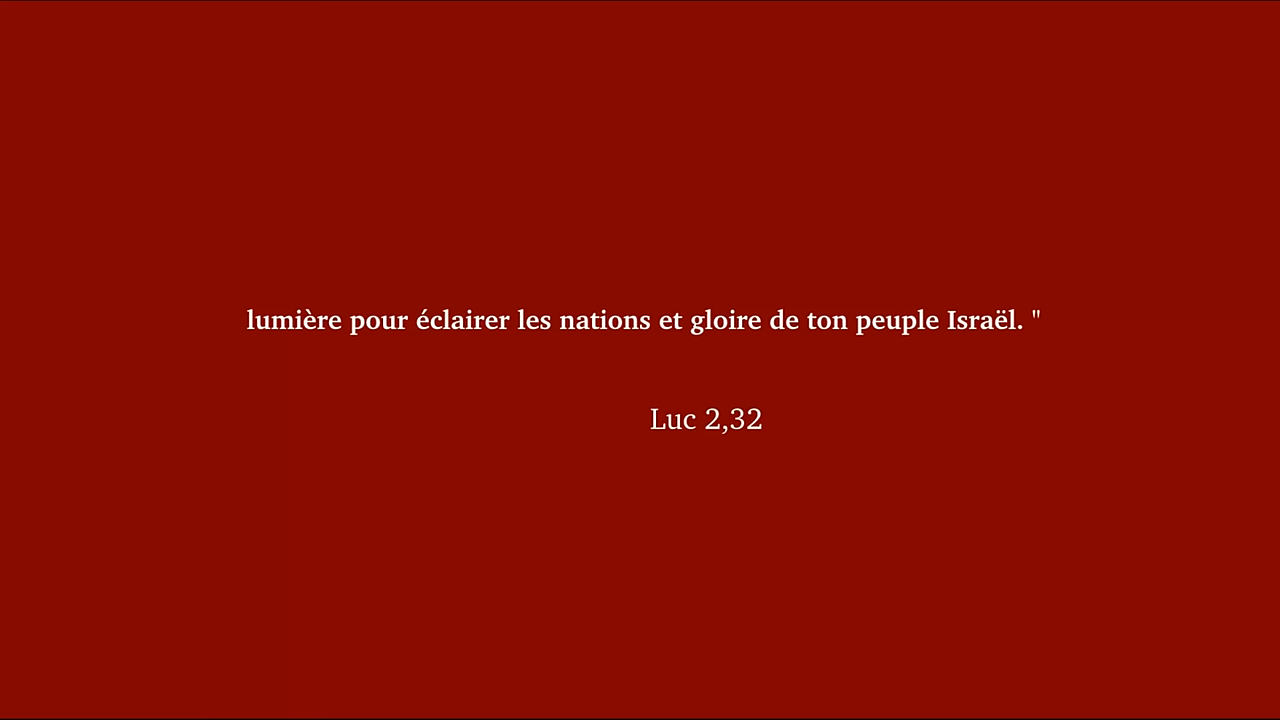 lumière pour éclairer les nations et gloire de ton peuple Israël. "
Luc 2,32